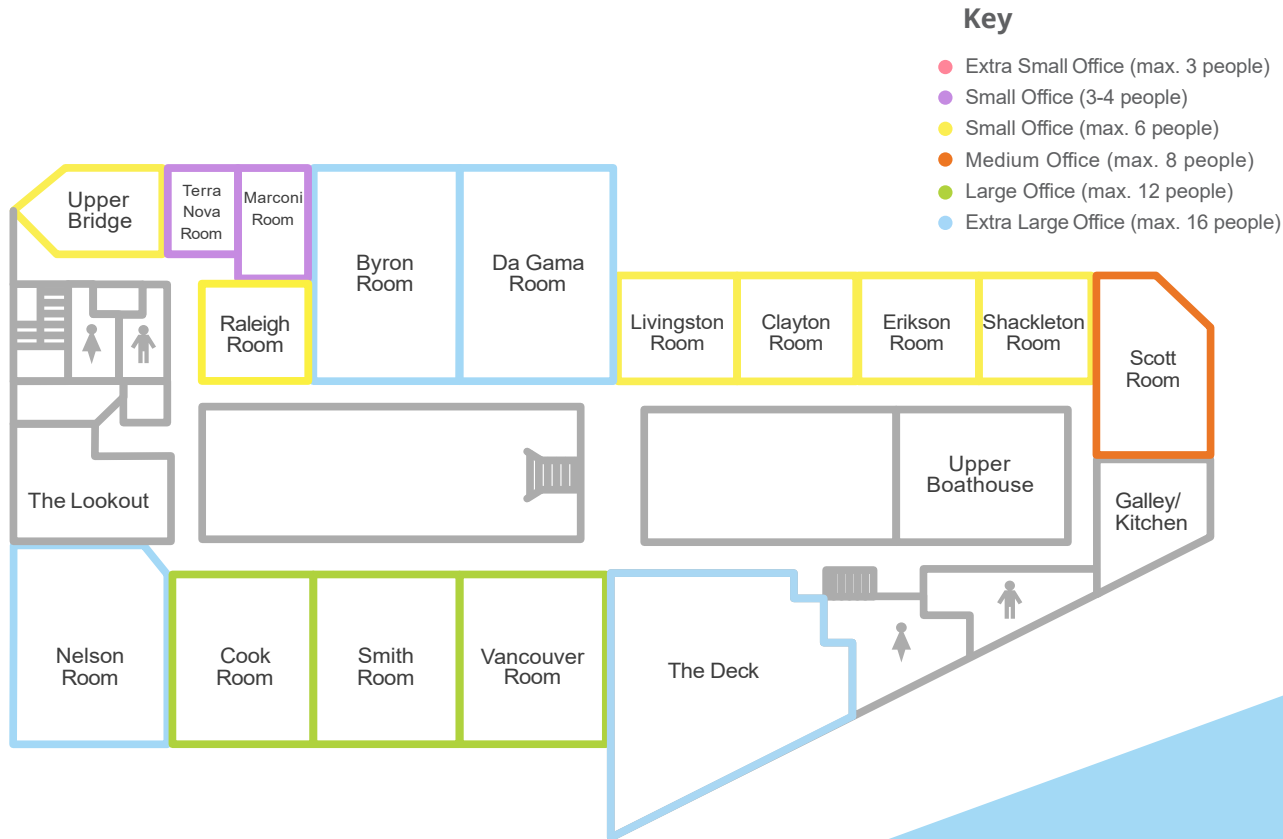 Key
Extra Small Office (max. 3 people)
Small Office (3-4 people)
Small Office (max. 6 people)
Medium Office (max. 8 people)
Large Office (max. 12 people)
Extra Large Office (max. 16 people)
Upper
Bridge
Terra
Nova
Room
Marconi
Room
Byron
Room
Da Gama
Room
Raleigh
Room
Livingston
Room
Clayton
Room
Erikson
Room
Shackleton
Room
Scott
Room
The Lookout
Upper
Boathouse
Galley/
Kitchen
Nelson
Room
Cook
Room
Smith
Room
Vancouver
Room
The Deck